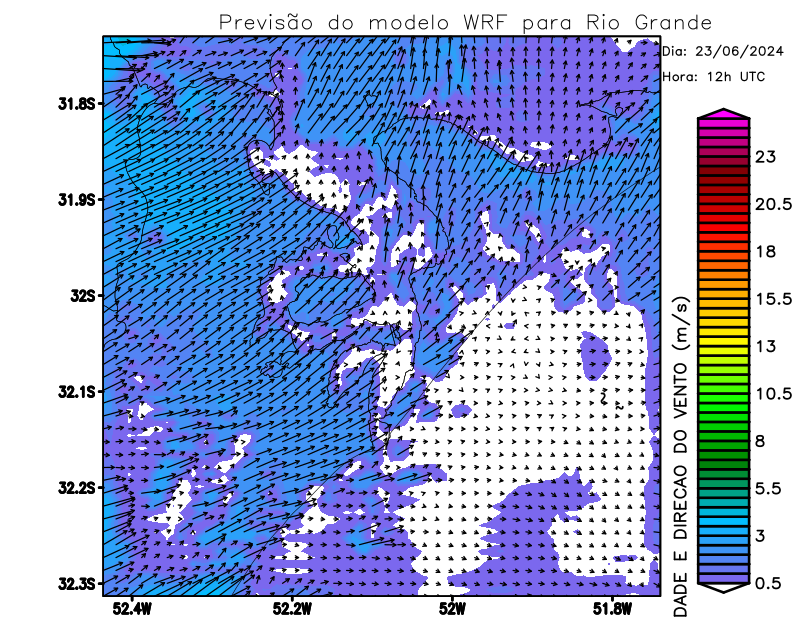 Previsão do modelo WRF para Rio Grande
Dia: 23/06/2024
Hora: 12h UTC
31.8S
31.9S
32S
32.1S
32.2S
32.3S
52.4W
52.2W
52W
51.8W
23
20.5
18
15.5
13
10.5
8
5.5
3
0.5
DADE E DIRECAO DO VENTO (m/s)